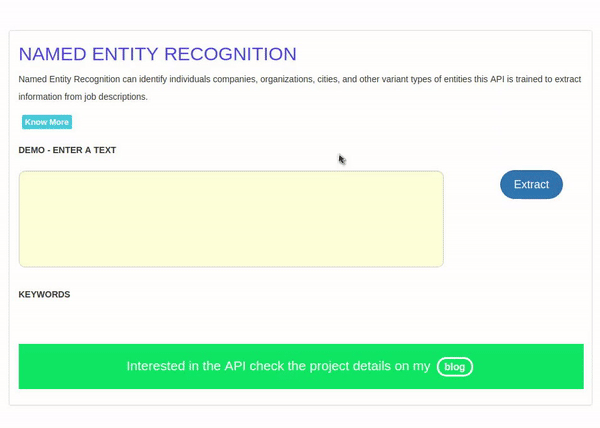 NAMED ENTITY RECOGNITION
Named Entity Recognition can identify individuals companies, organizations, cities, and other variant types of entities this API is trained to extract
information from job descriptions.
Know More
DEMO - ENTER A TEXT
Extract
KEYWORDS
Interested in the API check the project details on my blog